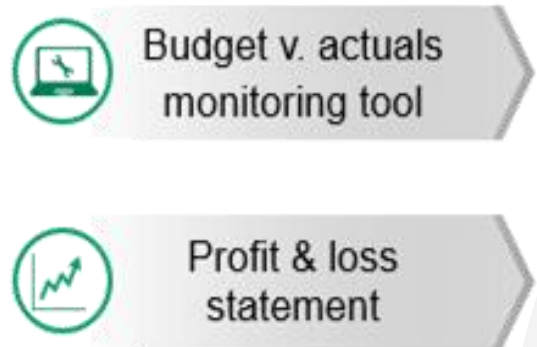 Budget v. actuals
monitoring tool
Profit & loss
statement